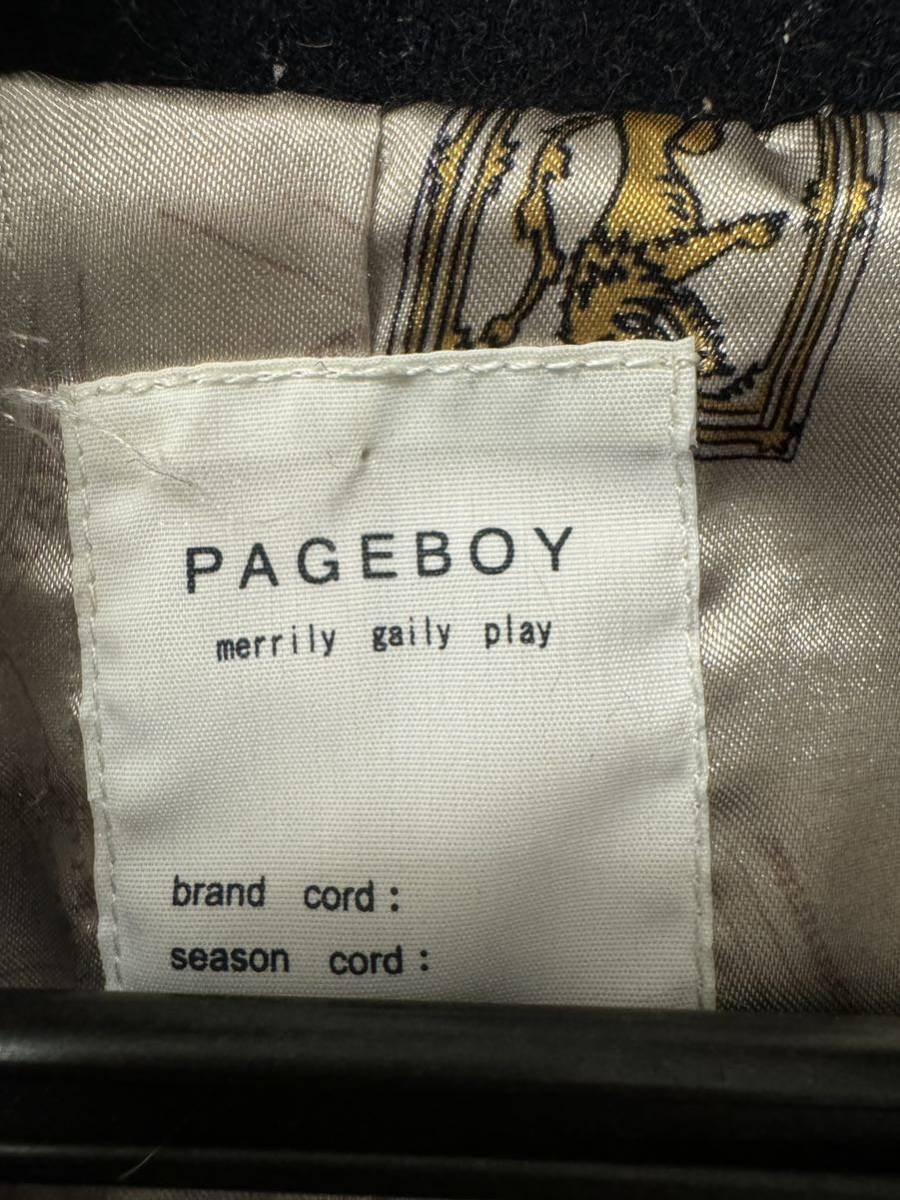 PAGEBOY
merrily gaily play
brand cord:
season cord: